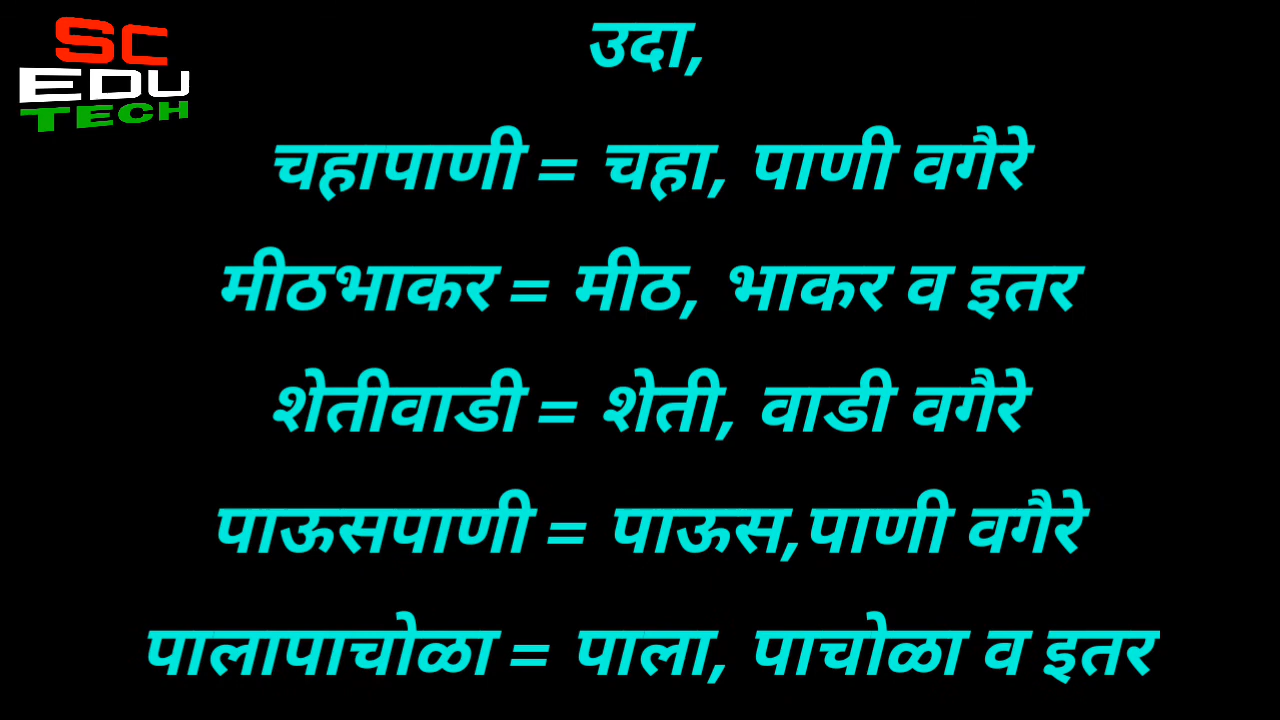 SC
EDU
TECH
उदा,
चहापाणी = चहा, पाणी वगैरे
मीठभाकर = मीठ, भाकर व इतर
शेतीवाडी = शेती, वाडी वगैरे
पाऊसपाणी = पाऊस,पाणी वगैरे
पालापाचोळा = पाला, पाचोळा व इतर